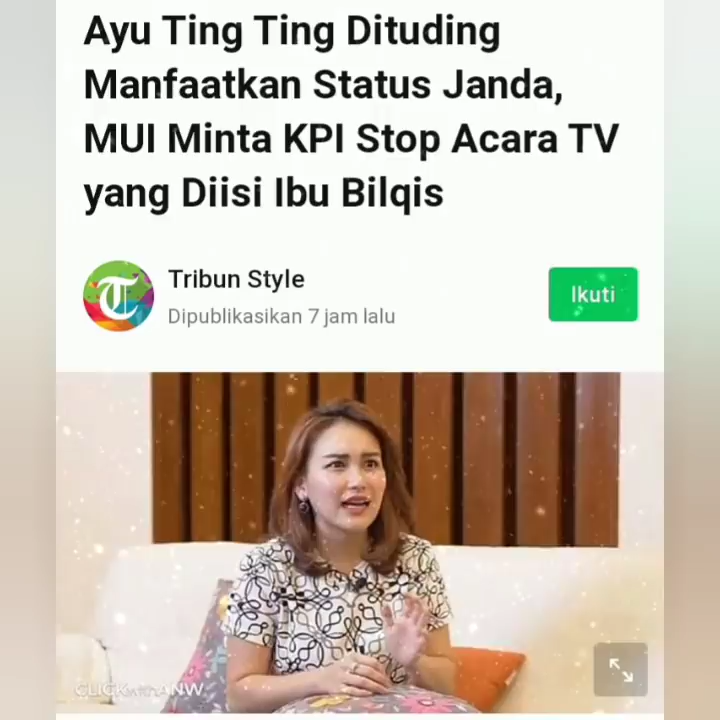 Ayu Ting Ting Dituding
Manfaatkan Status Janda,
MUI Minta KPI Stop Acara TV
yang Diisi Ibu Bilqis
Tribun Style
Dipublikasikan 7 jam lalu
Ikuti
CLICKwithANW